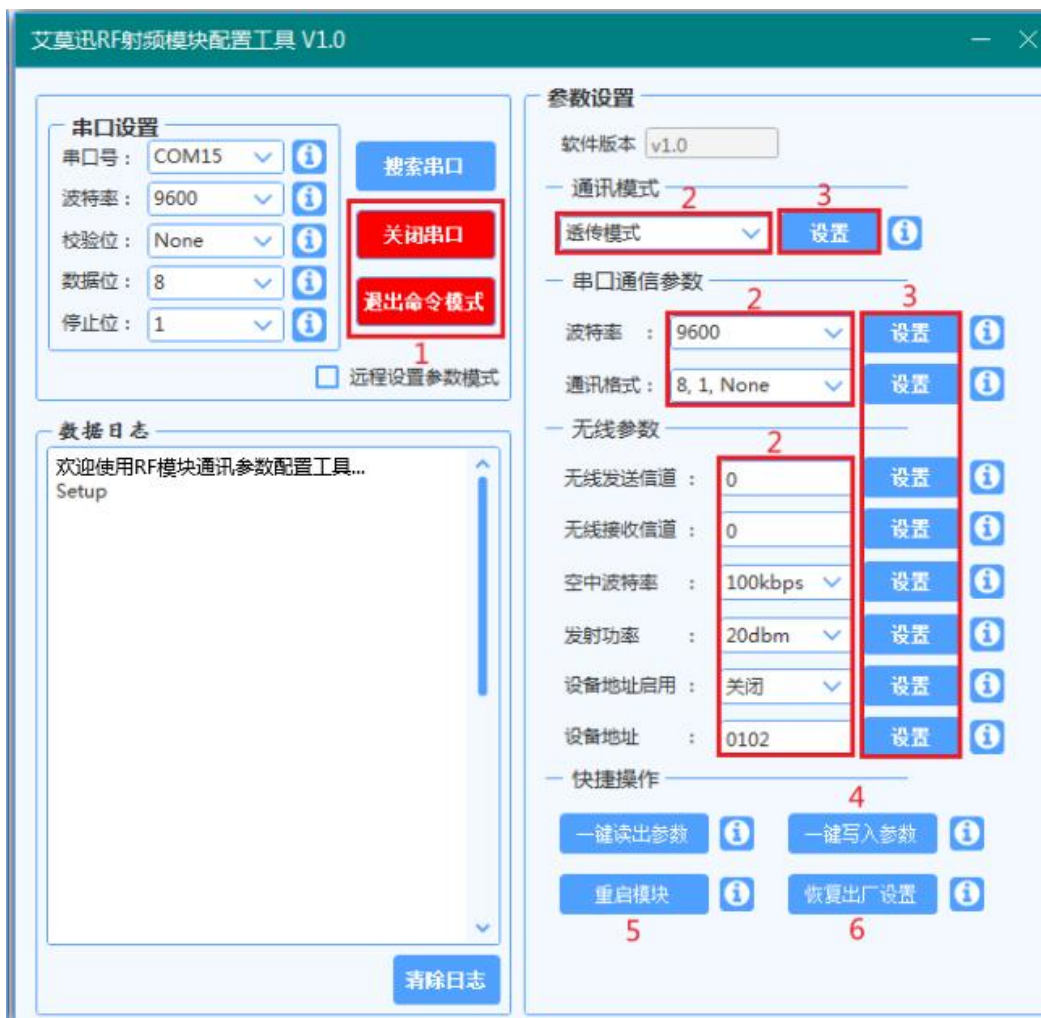 艾莫迅RF射频模块配置工具 V1.0
串口设置
串口号： COM15
波特率： 9600
校验位： None
数据位： 8
停止位： 1
搜索串口
关闭串口
退出命令模式
1
远程设置参数模式
数据日志
欢迎使用RF模块通讯参数配置工具...
Setup
清除日志
参数设置
软件版本 v1.0
通讯模式
2 3
透传模式 设置
串口通信参数
2 3
波特率 ： 9600 设置
通讯格式： 8, 1, None 设置
无线参数
2
无线发送信道 ： 0 设置
无线接收信道 ： 0 设置
空中波特率 ： 100kbps 设置
发射功率 ： 20dbm 设置
设备地址启用 ： 关闭 设置
设备地址 ： 0102 设置
快捷操作
4
一键读出参数 一键写入参数
重启模块 恢复出厂设置
5 6